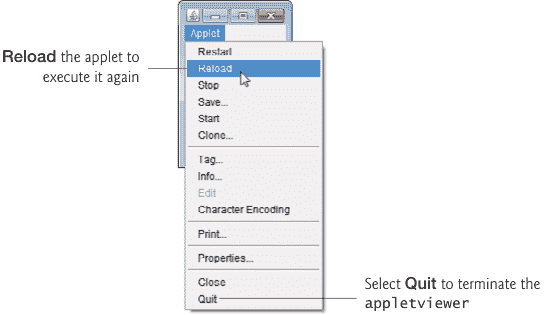 Applet
Reload the applet to
execute it again
Restart
Reload
Stop
Save...
Start
Clone...
Tag...
Info...
Edit
Character Encoding
Print...
Properties...
Close
Quit
Select Quit to terminate the
appletviewer